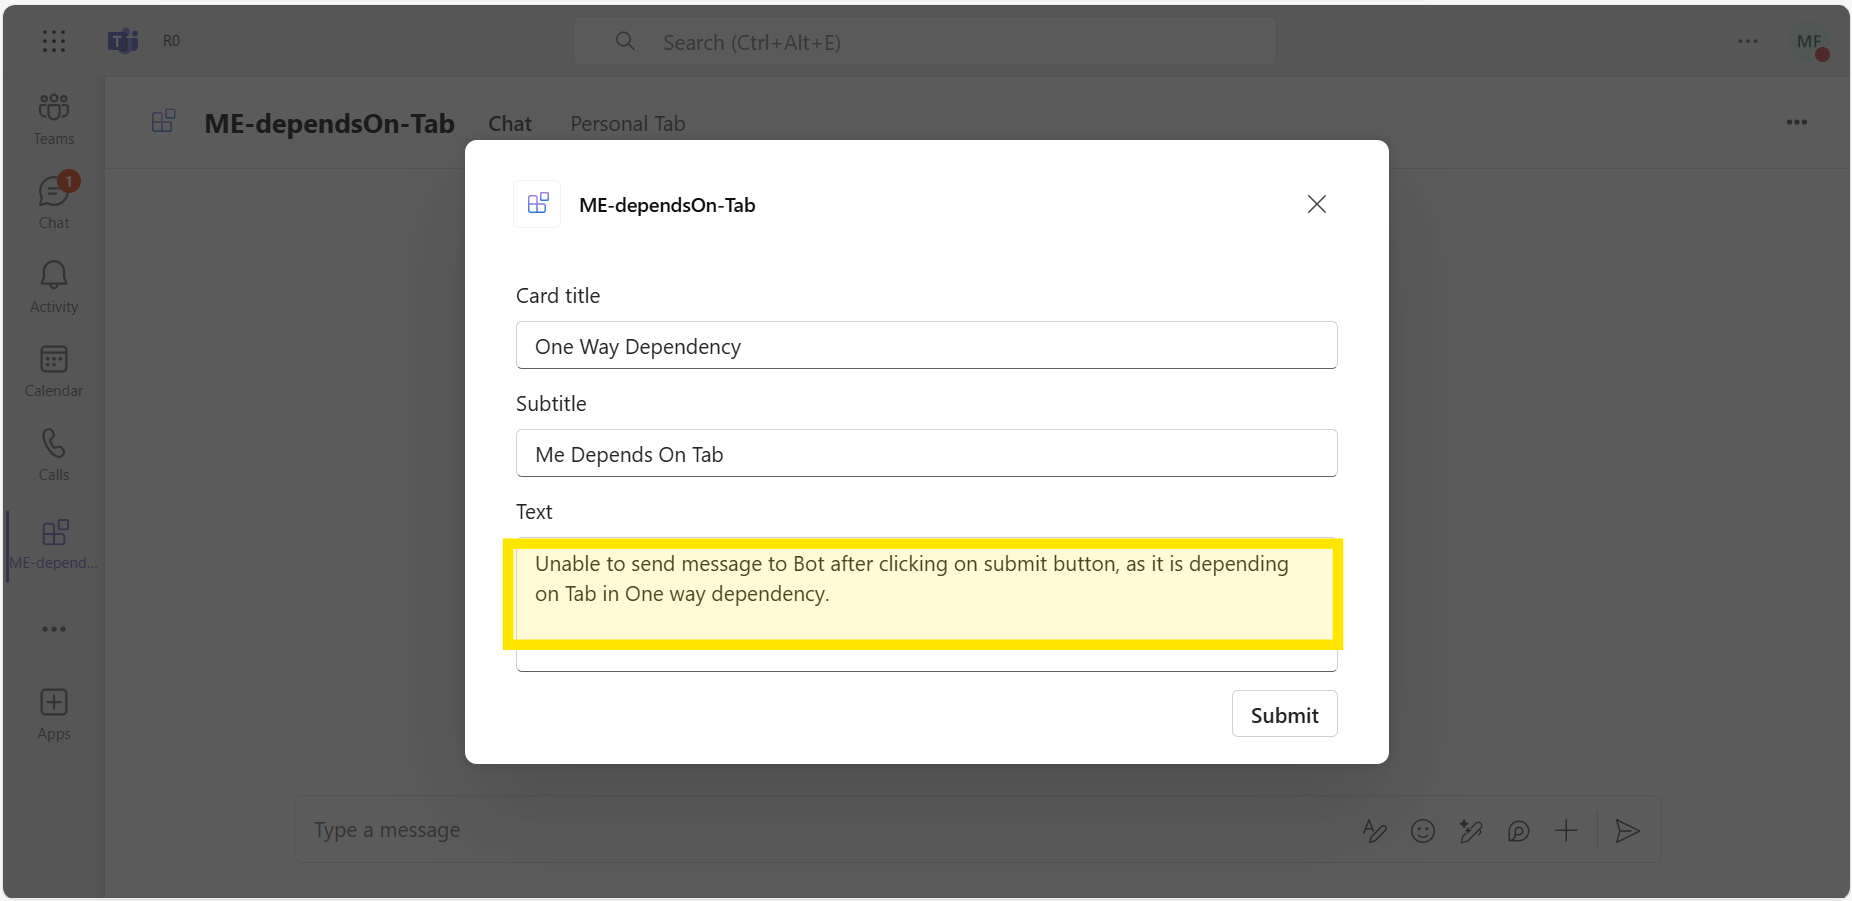 R0
Search (Ctrl+Alt+E)
MF
Teams
1
Chat
Activity
Calendar
Calls
ME-depend...
Apps
ME-dependsOn-Tab Chat Personal Tab
ME-dependsOn-Tab
Card title
One Way Dependency
Subtitle
Me Depends On Tab
Text
Unable to send message to Bot after clicking on submit button, as it is depending
on Tab in One way dependency.
Submit
Type a message